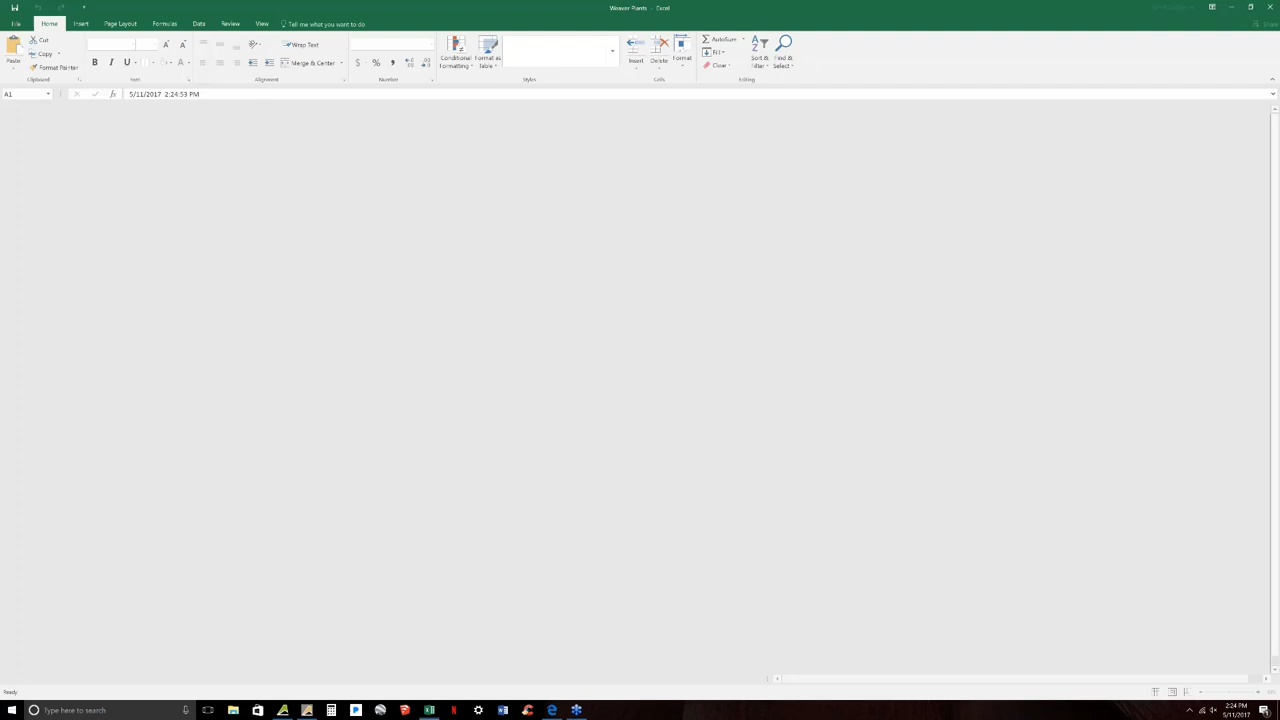 Weaver Plants - Excel
File Home Insert Page Layout Formulas Data Review View Tell me what you want to do Share
Paste
Cut
Copy
Format Painter
Clipboard
B I U
Font
Wrap Text
Merge & Center
Alignment
$ % ,
Number
Conditional Formatting
Format as Table
Styles
Insert
Delete
Format
Cells
AutoSum
Fill
Clear
Sort & Filter
Find & Select
Editing
A1 fx 5/11/2017 2:24:53 PM
Ready
Type here to search
2:24 PM
5/11/2017